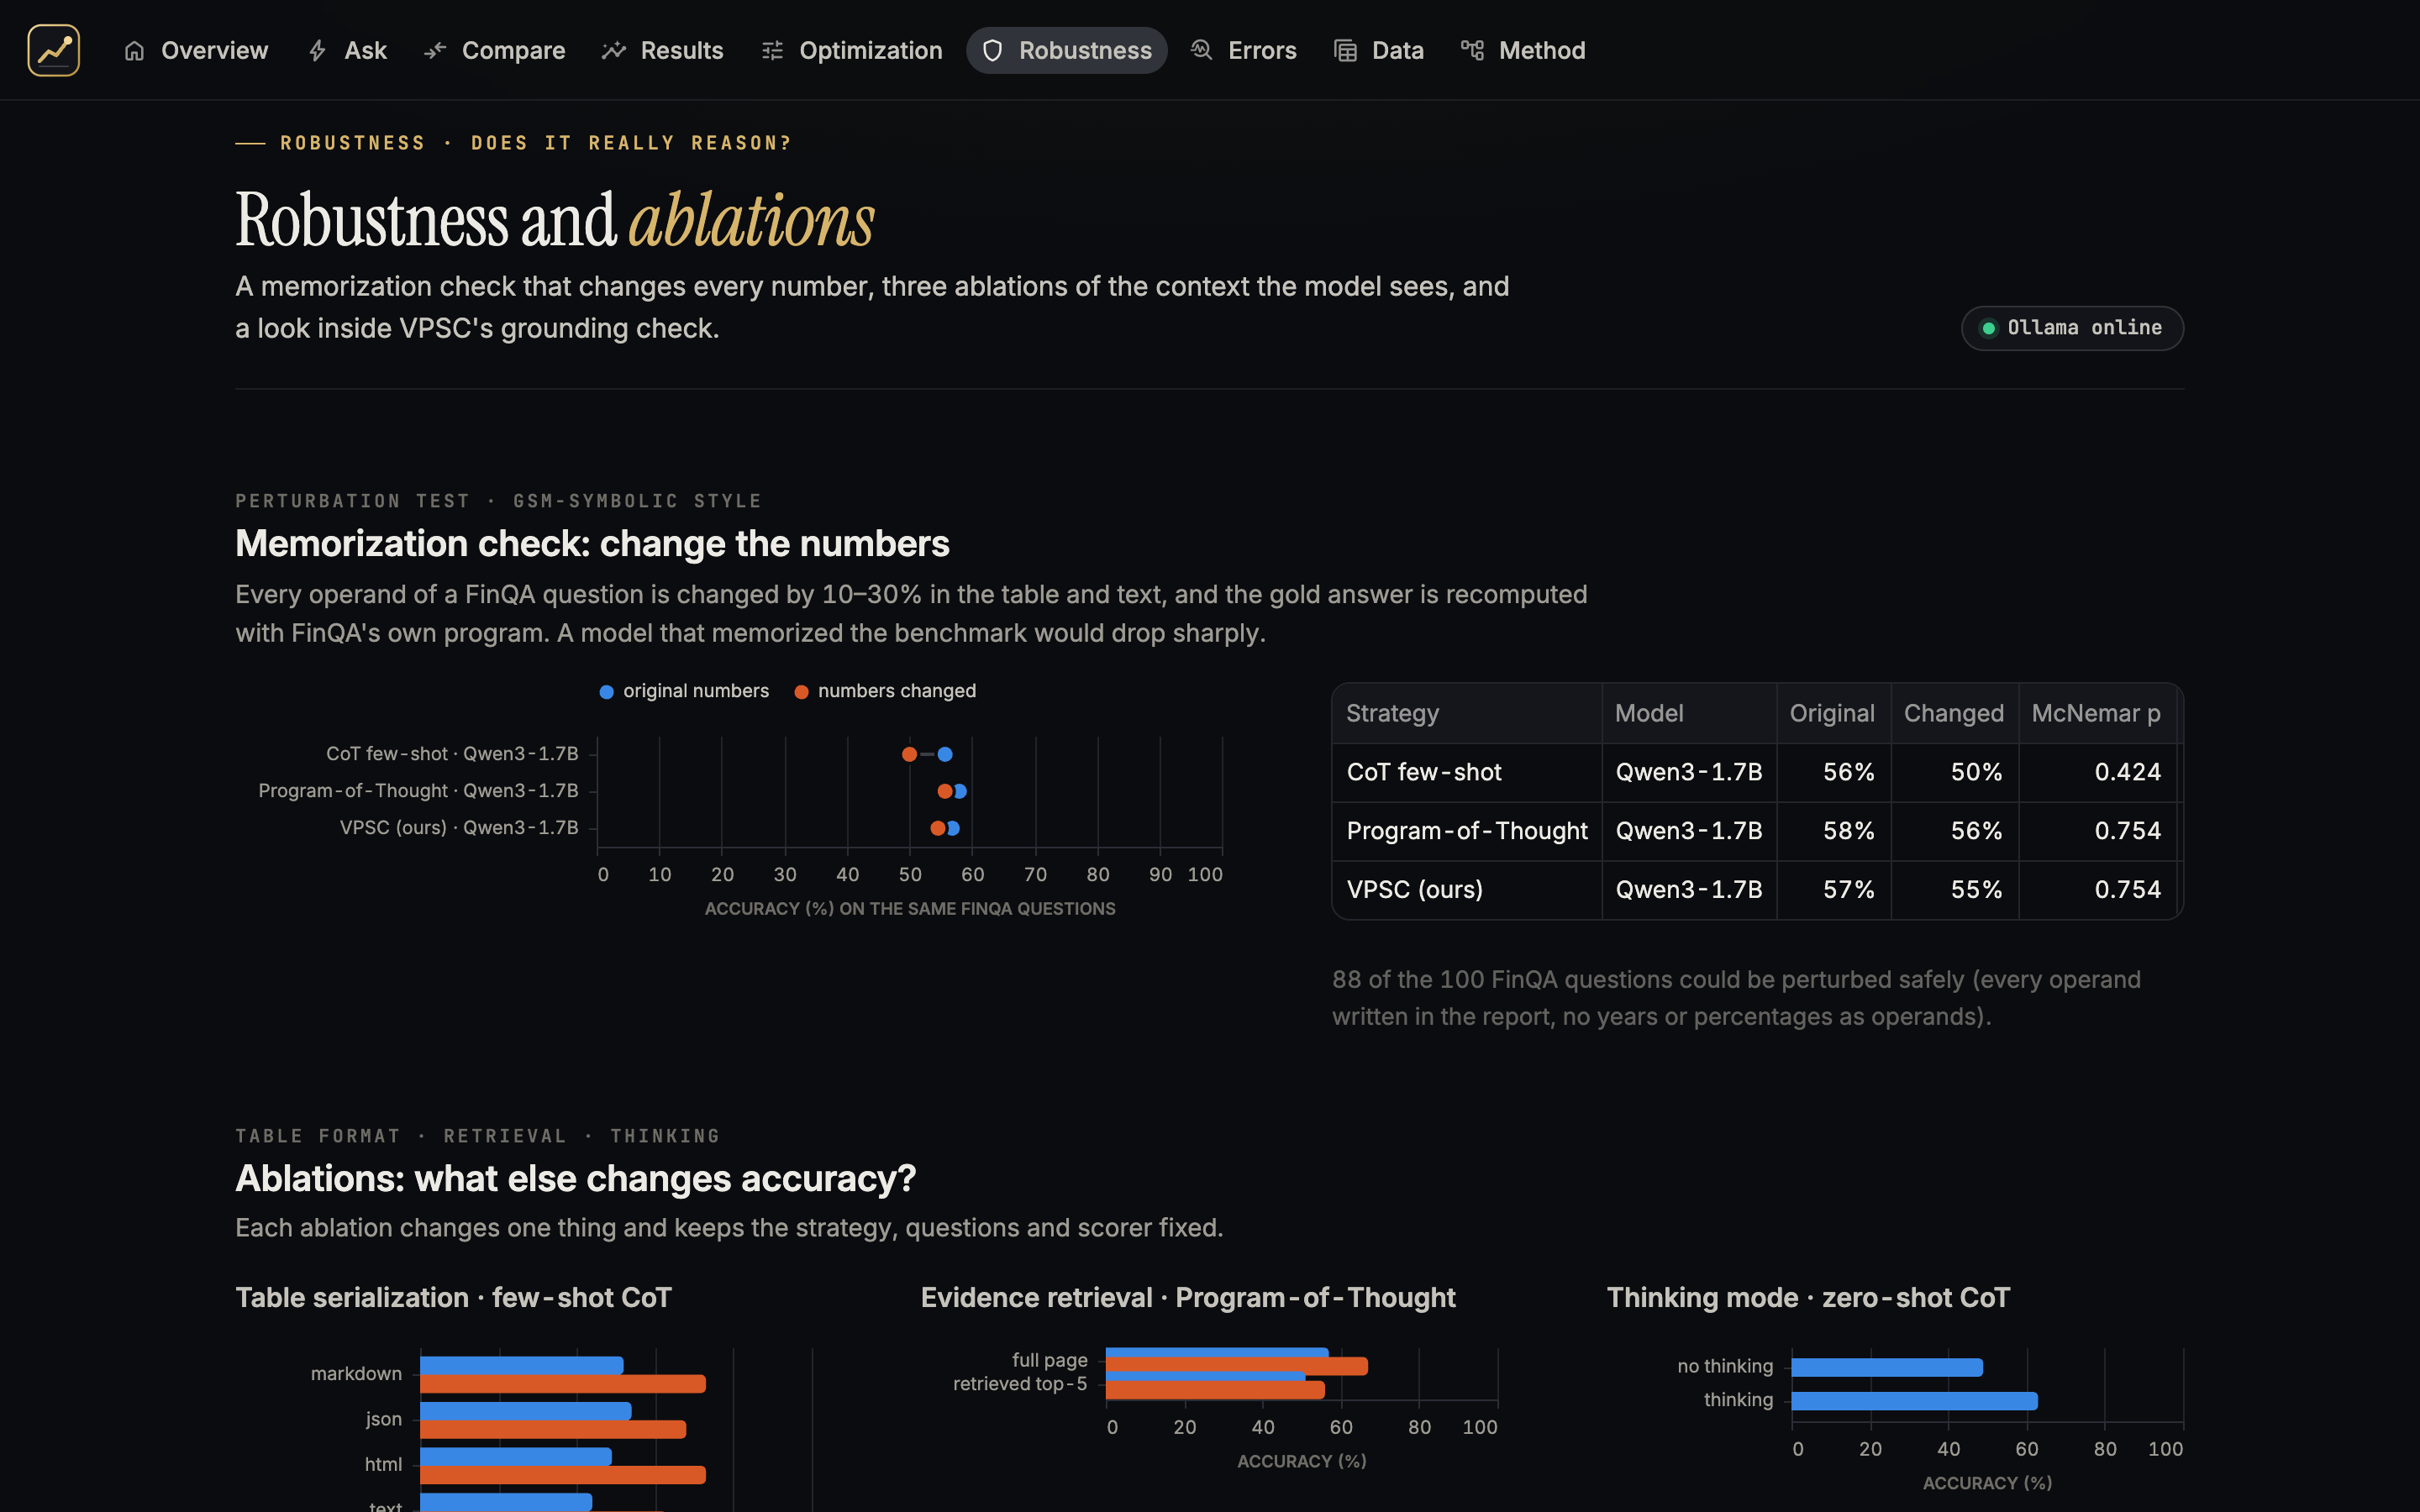 Overview Ask Compare Results Optimization Robustness Errors Data Method
ROBUSTNESS · DOES IT REALLY REASON?
Robustness and ablations
A memorization check that changes every number, three ablations of the context the model sees, and
a look inside VPSC's grounding check.
Ollama online
PERTURBATION TEST · GSM-SYMBOLIC STYLE
Memorization check: change the numbers
Every operand of a FinQA question is changed by 10–30% in the table and text, and the gold answer is recomputed
with FinQA's own program. A model that memorized the benchmark would drop sharply.
original numbers numbers changed
CoT few-shot · Qwen3-1.7B
Program-of-Thought · Qwen3-1.7B
VPSC (ours) · Qwen3-1.7B
0 10 20 30 40 50 60 70 80 90 100
ACCURACY (%) ON THE SAME FINQA QUESTIONS
Strategy Model Original Changed McNemar p
CoT few-shot Qwen3-1.7B 56% 50% 0.424
Program-of-Thought Qwen3-1.7B 58% 56% 0.754
VPSC (ours) Qwen3-1.7B 57% 55% 0.754
88 of the 100 FinQA questions could be perturbed safely (every operand
written in the report, no years or percentages as operands).
TABLE FORMAT · RETRIEVAL · THINKING
Ablations: what else changes accuracy?
Each ablation changes one thing and keeps the strategy, questions and scorer fixed.
Table serialization · few-shot CoT
markdown
json
html
text
Evidence retrieval · Program-of-Thought
full page
retrieved top-5
0 20 40 60 80 100
ACCURACY (%)
Thinking mode · zero-shot CoT
no thinking
thinking
0 20 40 60 80 100
ACCURACY (%)